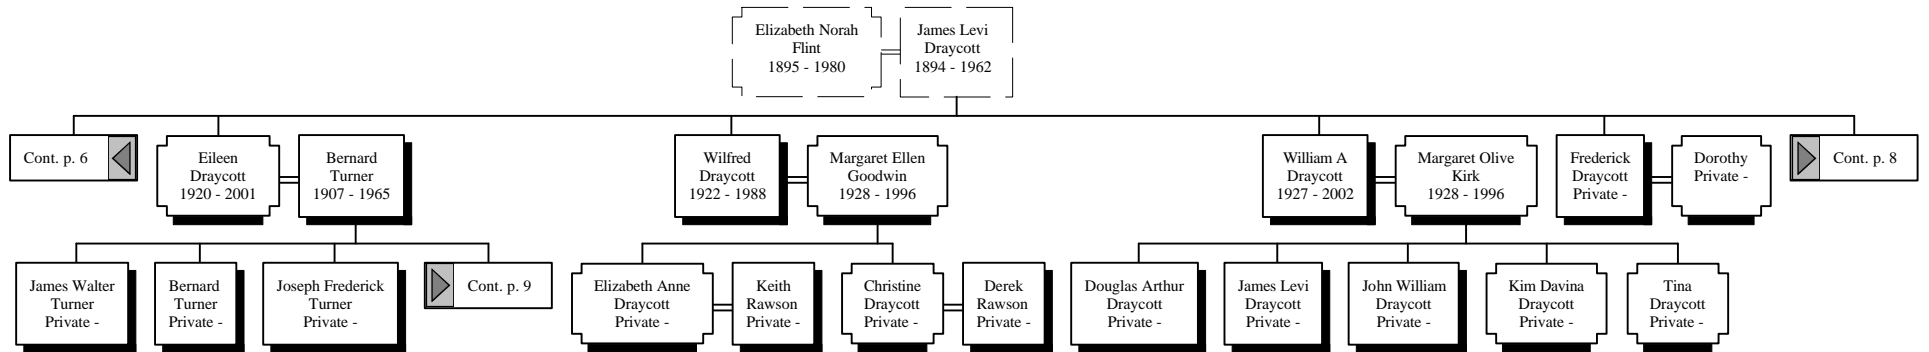 Elizabeth Norah
Flint
1895 - 1980
James Levi
Draycott
1894 - 1962
Cont. p. 6
Eileen
Draycott
1920 - 2001
Bernard
Turner
1907 - 1965
Wilfred
Draycott
1922 - 1988
Margaret Ellen
Goodwin
1928 - 1996
William A
Draycott
1927 - 2002
Margaret Olive
Kirk
1928 - 1996
Frederick
Draycott
Private -
Dorothy
Private -
Cont. p. 8
James Walter
Turner
Private -
Bernard
Turner
Private -
Joseph Frederick
Turner
Private -
Cont. p. 9
Elizabeth Anne
Draycott
Private -
Keith
Rawson
Private -
Christine
Draycott
Private -
Derek
Rawson
Private -
Douglas Arthur
Draycott
Private -
James Levi
Draycott
Private -
John William
Draycott
Private -
Kim Davina
Draycott
Private -
Tina
Draycott
Private -